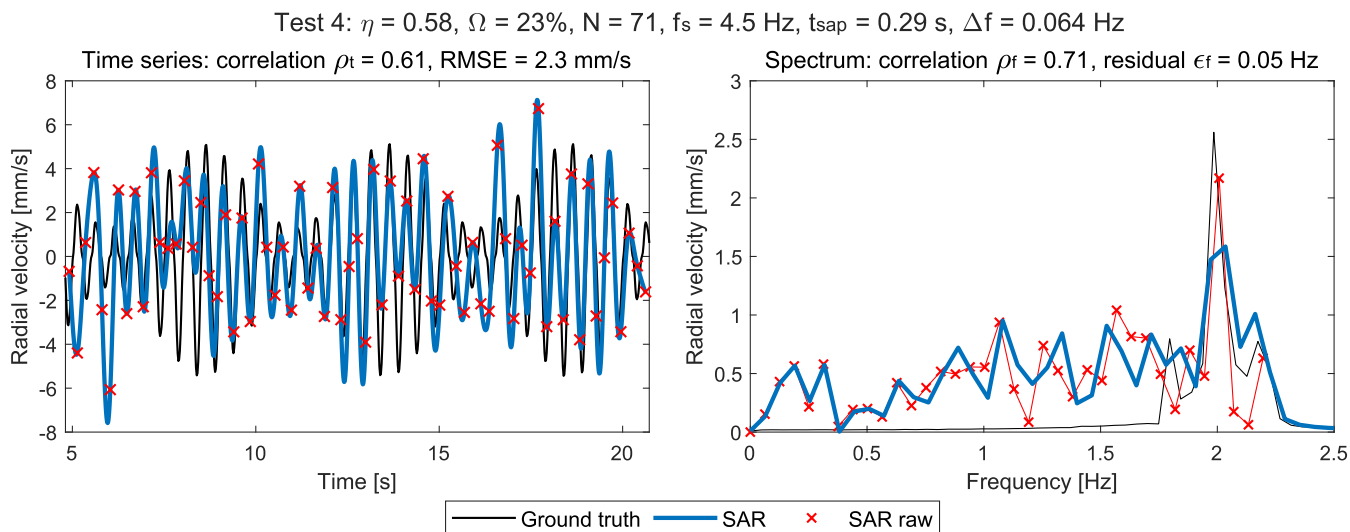 Test 4: η = 0.58, Ω = 23%, N = 71, fs = 4.5 Hz, tsap = 0.29 s, Δf = 0.064 Hz
Time series: correlation ρt = 0.61, RMSE = 2.3 mm/s
Spectrum: correlation ρf = 0.71, residual ϵf = 0.05 Hz
Radial velocity [mm/s]
8
6
4
2
0
-2
-4
-6
-8
5
10
15
20
Time [s]
Radial velocity [mm/s]
3
2.5
2
1.5
1
0.5
0
0
0.5
1
1.5
2
2.5
Frequency [Hz]
Ground truth
SAR
SAR raw